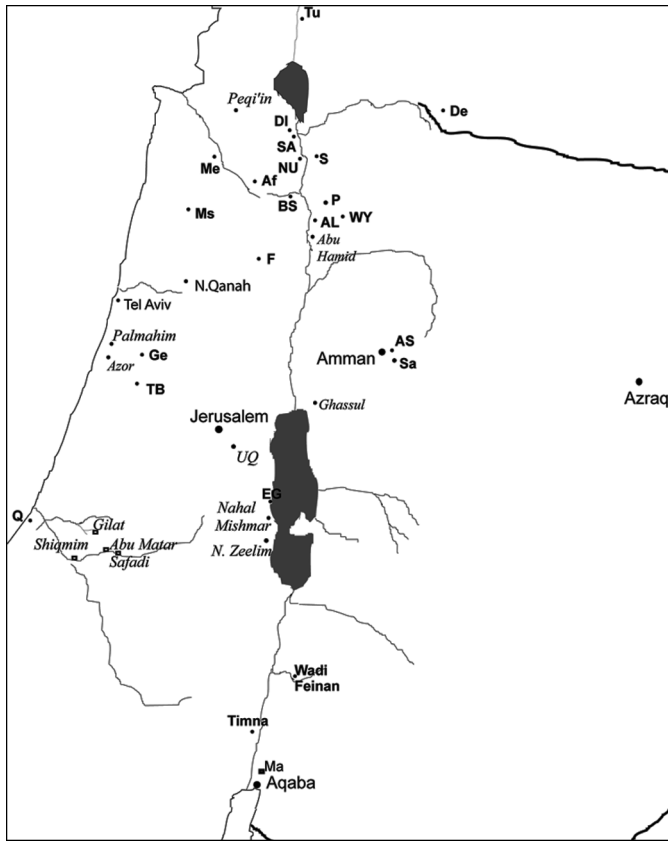 Tu
Peqi'in
De
DI
SA
Me
NU
S
Af
BS
P
Ms
AL
WY
Abu
Hamid
F
N.Qanah
Tel Aviv
Palmahim
Azor
Ge
AS
Amman
Sa
TB
Azraq
Ghassul
Jerusalem
UQ
EG
Q
Nahal
Mishmar
Gilat
Shiqmim
Abu Matar
Safadi
N. Zeelim
Wadi
Feinan
Timna
Ma
Aqaba